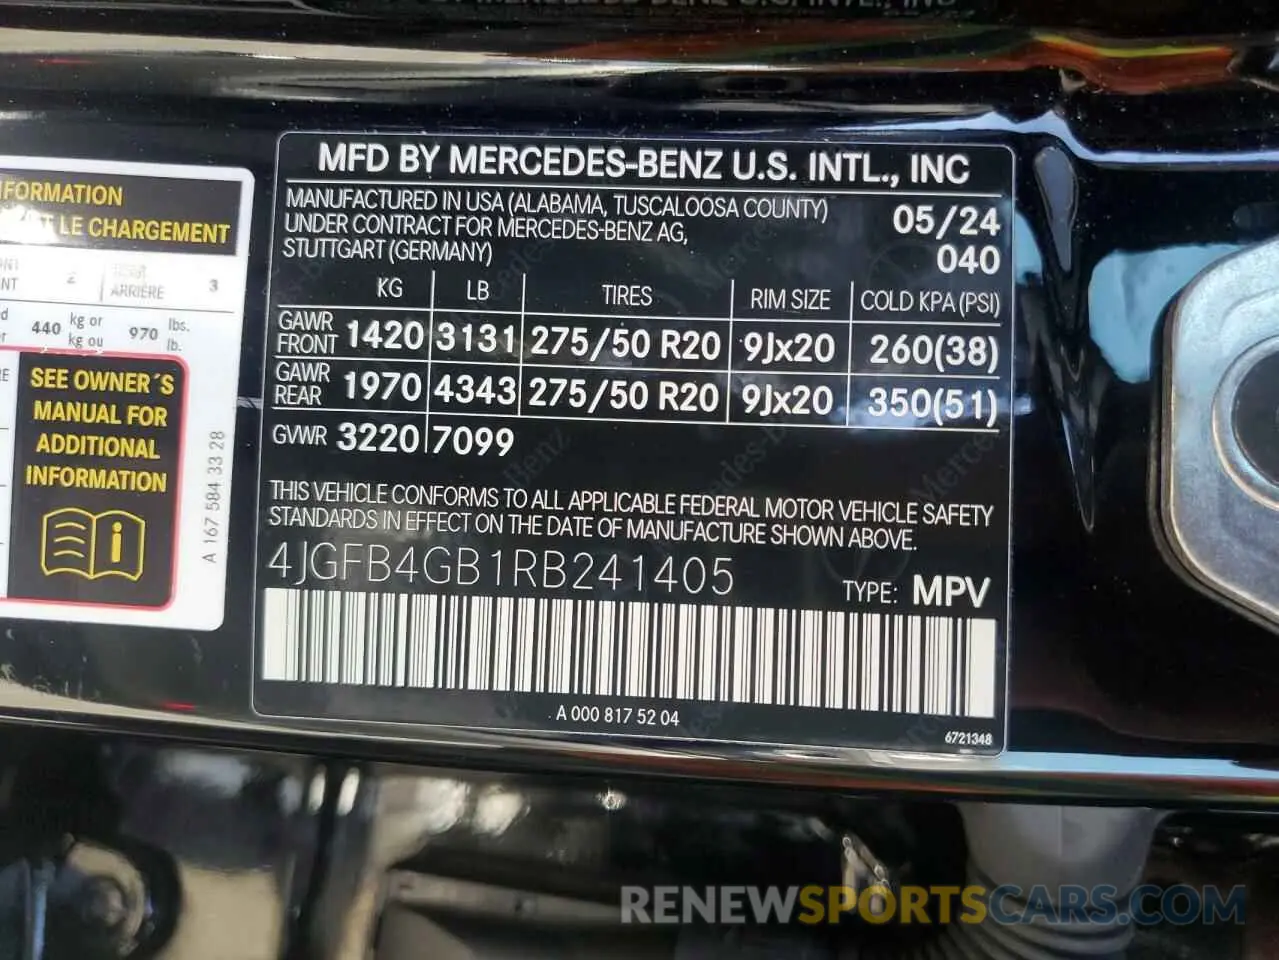 MFD BY MERCEDES-BENZ U.S. INTL., INC
MANUFACTURED IN USA (ALABAMA, TUSCALOOSA COUNTY)
UNDER CONTRACT FOR MERCEDES-BENZ AG,
STUTTGART (GERMANY)
05/24
040
KG LB TIRES RIM SIZE COLD KPA (PSI)
GAWR FRONT 1420 3131 275/50 R20 9Jx20 260(38)
GAWR REAR 1970 4343 275/50 R20 9Jx20 350(51)
GVWR 3220 7099
THIS VEHICLE CONFORMS TO ALL APPLICABLE FEDERAL MOTOR VEHICLE SAFETY
STANDARDS IN EFFECT ON THE DATE OF MANUFACTURE SHOWN ABOVE.
4JGFB4GB1RB241405
TYPE: MPV
A 000 817 52 04
6721348
LE CHARGEMENT
ARRIÈRE 3
440 kg or 970 lbs.
kg ou lb.
SEE OWNER´S
MANUAL FOR
ADDITIONAL
INFORMATION
A 167 584 33 28
RENEWSPORTSCARS.COM